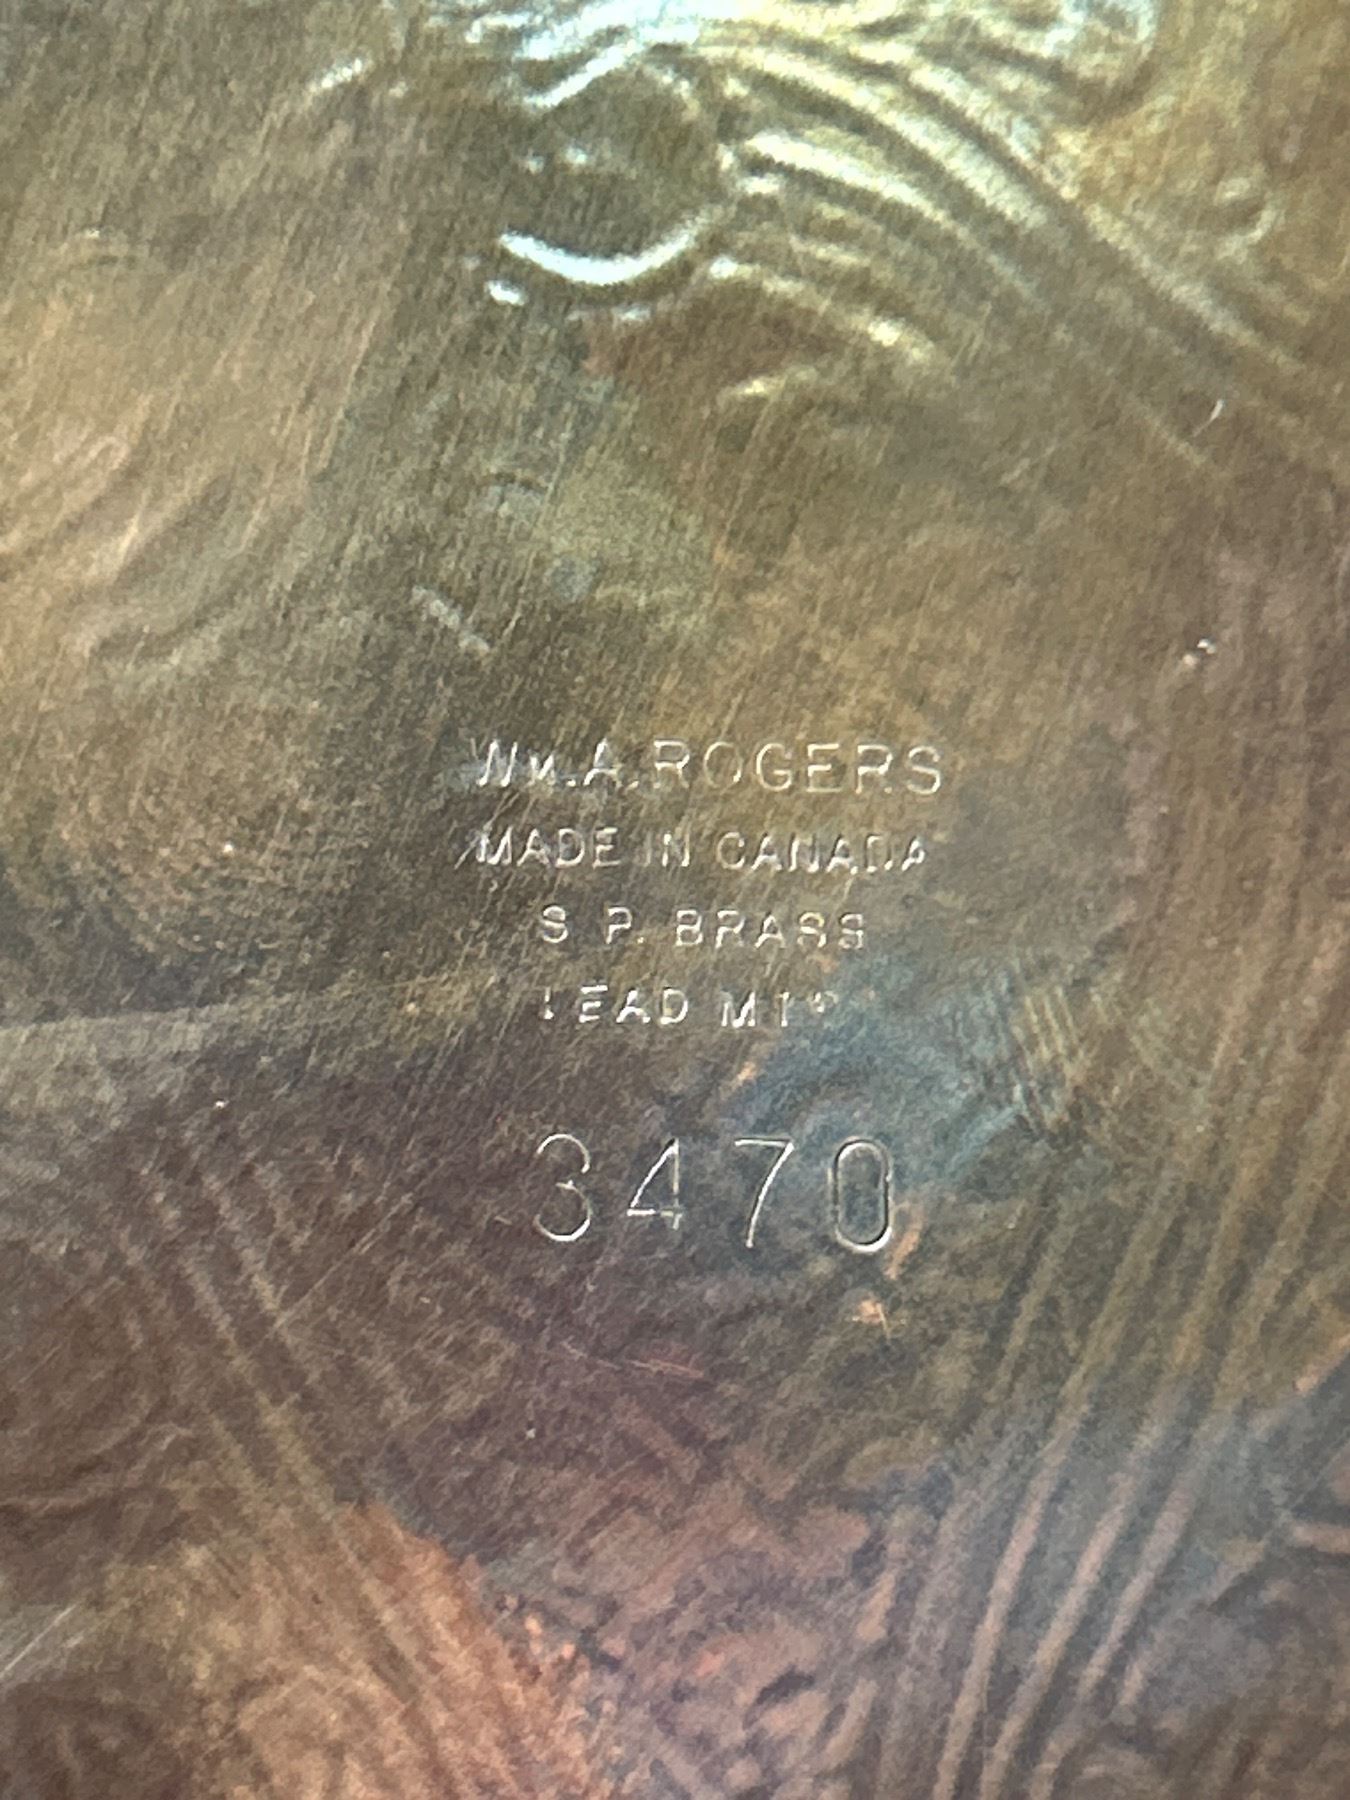 Wm.A.ROGERS
MADE IN CANADA
S.P. BRASS
LEAD
3470